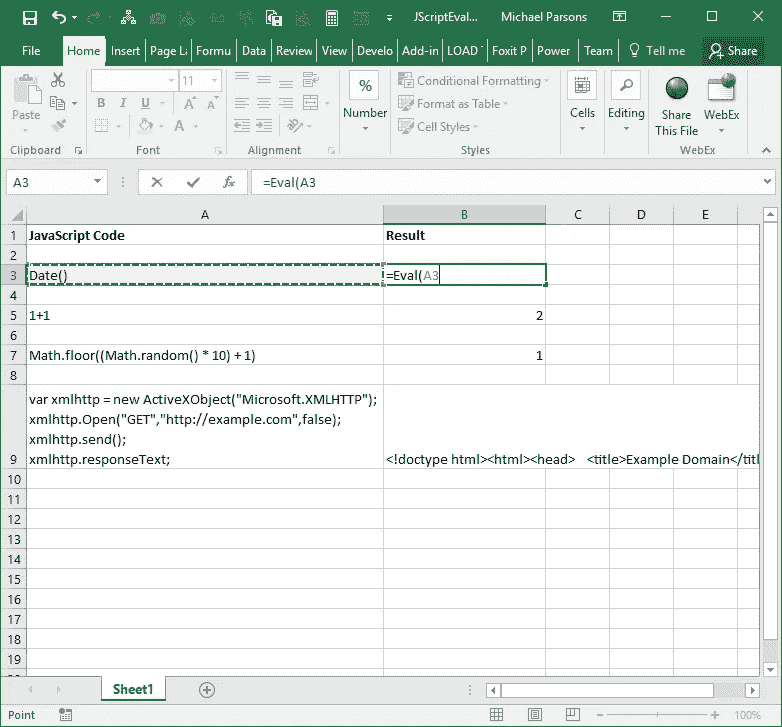 JScriptEval... Michael Parsons
File Home Insert Page La Formu Data Review View Develo Add-in LOAD Foxit P Power Team Tell me Share
Paste
11
B I U
A A
A
%
Number
Conditional Formatting
Format as Table
Cell Styles
Cells
Editing
Share
This File
WebEx
Clipboard Font Alignment Styles WebEx
A3 fx =Eval(A3
A B C D E
1 JavaScript Code Result
2
3 Date() =Eval(A3
4
5 1+1 2
6
7 Math.floor((Math.random() * 10) + 1) 1
8
var xmlhttp = new ActiveXObject("Microsoft.XMLHTTP");
xmlhttp.Open("GET","http://example.com",false);
xmlhttp.send();
9 xmlhttp.responseText; <!doctype html><html><head> <title>Example Domain</titl
10
11
12
13
14
15
16
17
18
19
Sheet1
Point 100%